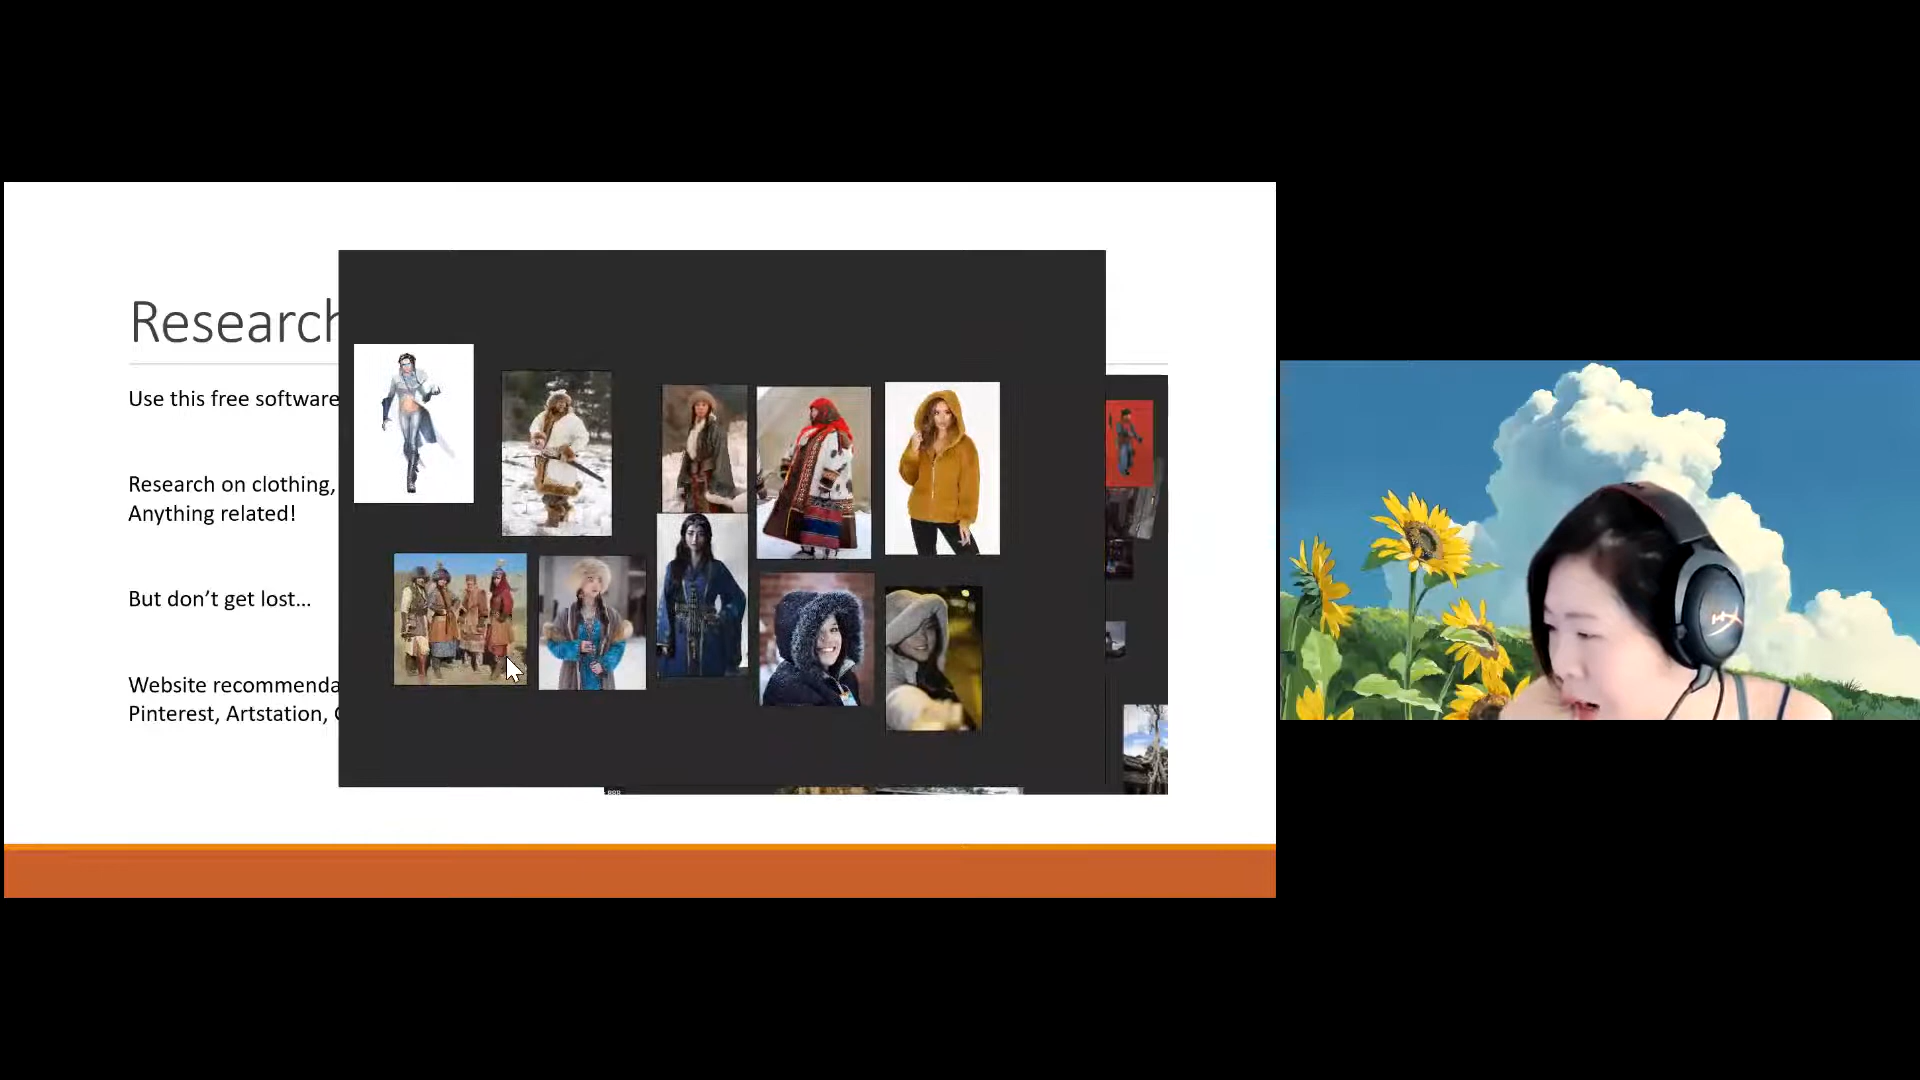 Research
Use this free software
Research on clothing,
Anything related!
But don’t get lost…
Website recommenda
Pinterest, Artstation,